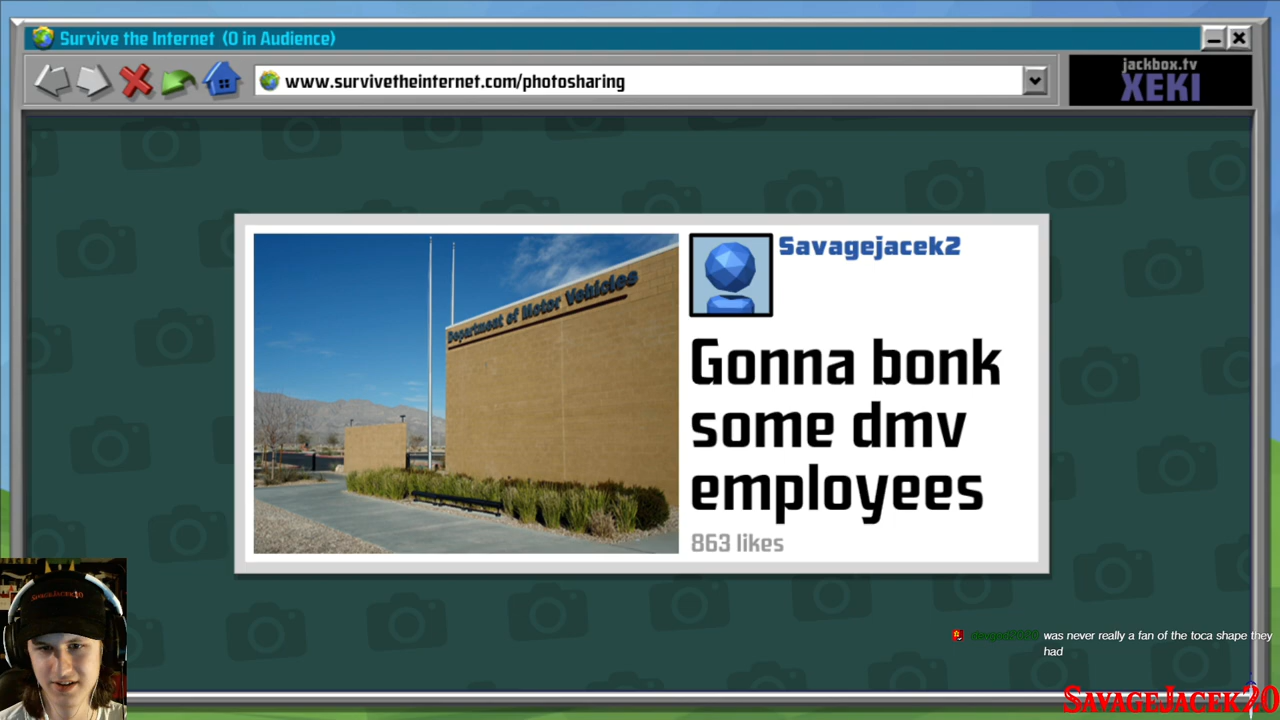 Survive the Internet (0 in Audience)
www.survivetheinternet.com/photosharing
jackbox.tv
XEKI
Department of Motor Vehicles
Savagejacek2
Gonna bonk
some dmv
employees
863 likes
was never really a fan of the toca shape they
had
SavageJacek20